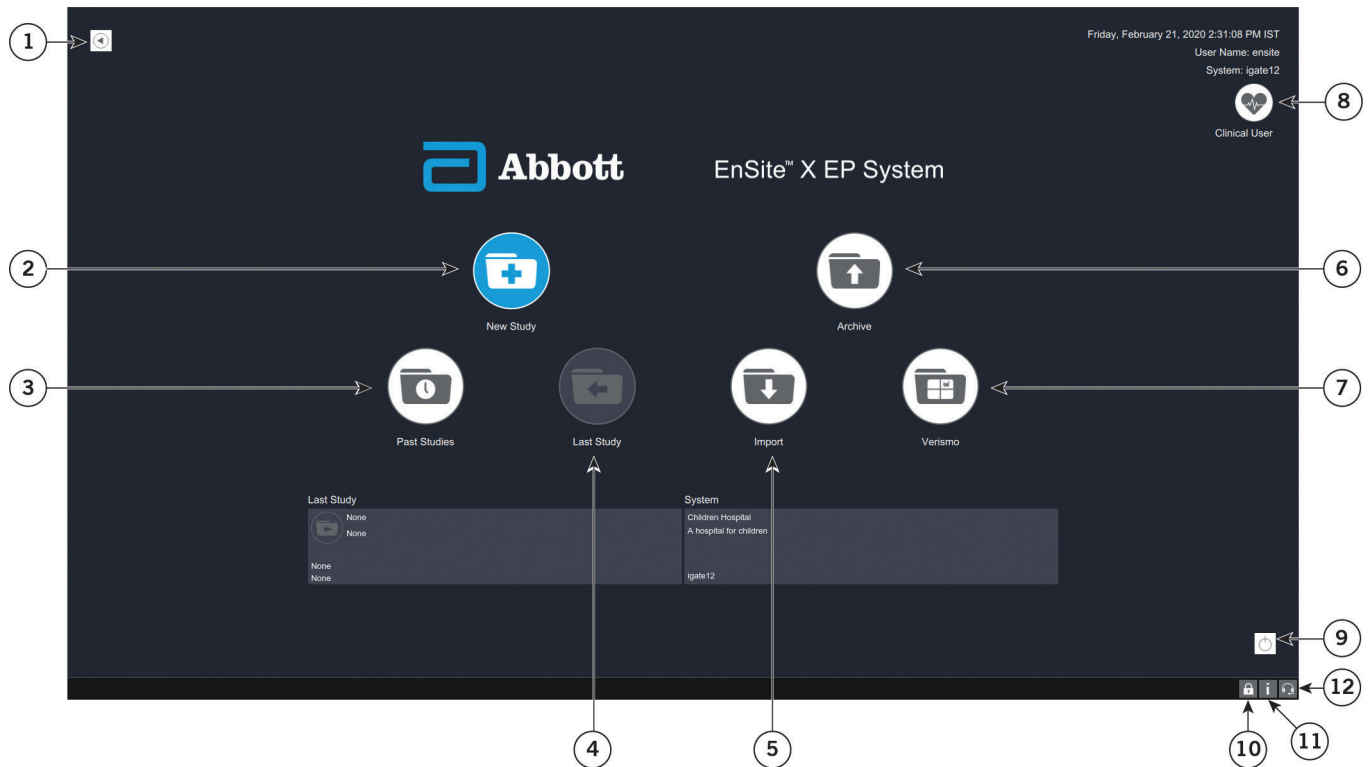 1
Friday, February 21, 2020 2:31:08 PM IST
User Name: ensite
System: igate12
8
Clinical User
Abbott
EnSite™ X EP System
2
6
New Study
Archive
3
7
Past Studies
Last Study
Import
Verismo
Last Study
System
None
None
None
None
Children Hospital
A hospital for children
igate12
9
12
4
5
10
11